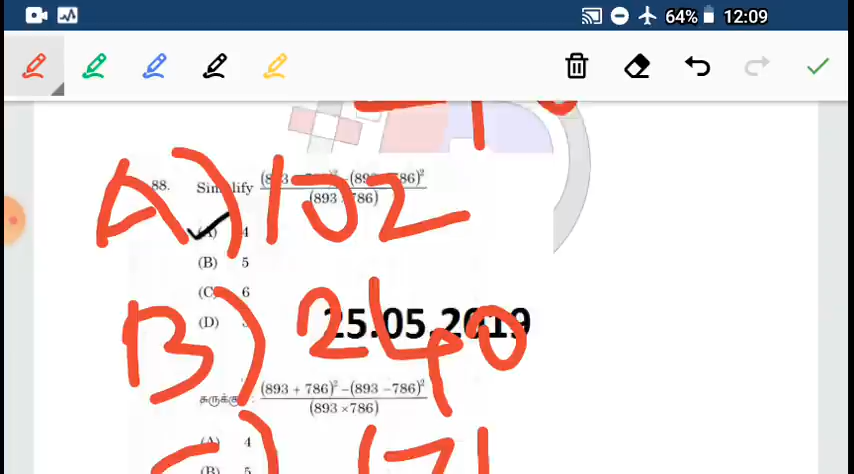 64% 12:09
88. Simplify (893 + 786)² – (893 – 786)² / (893 × 786)
A) 102
(A) 4
(B) 5
(C) 6
B) 240
(D)
25.05.2019
(893 + 786)² – (893 – 786)² / (893 × 786)
(A) 4
(B) 5